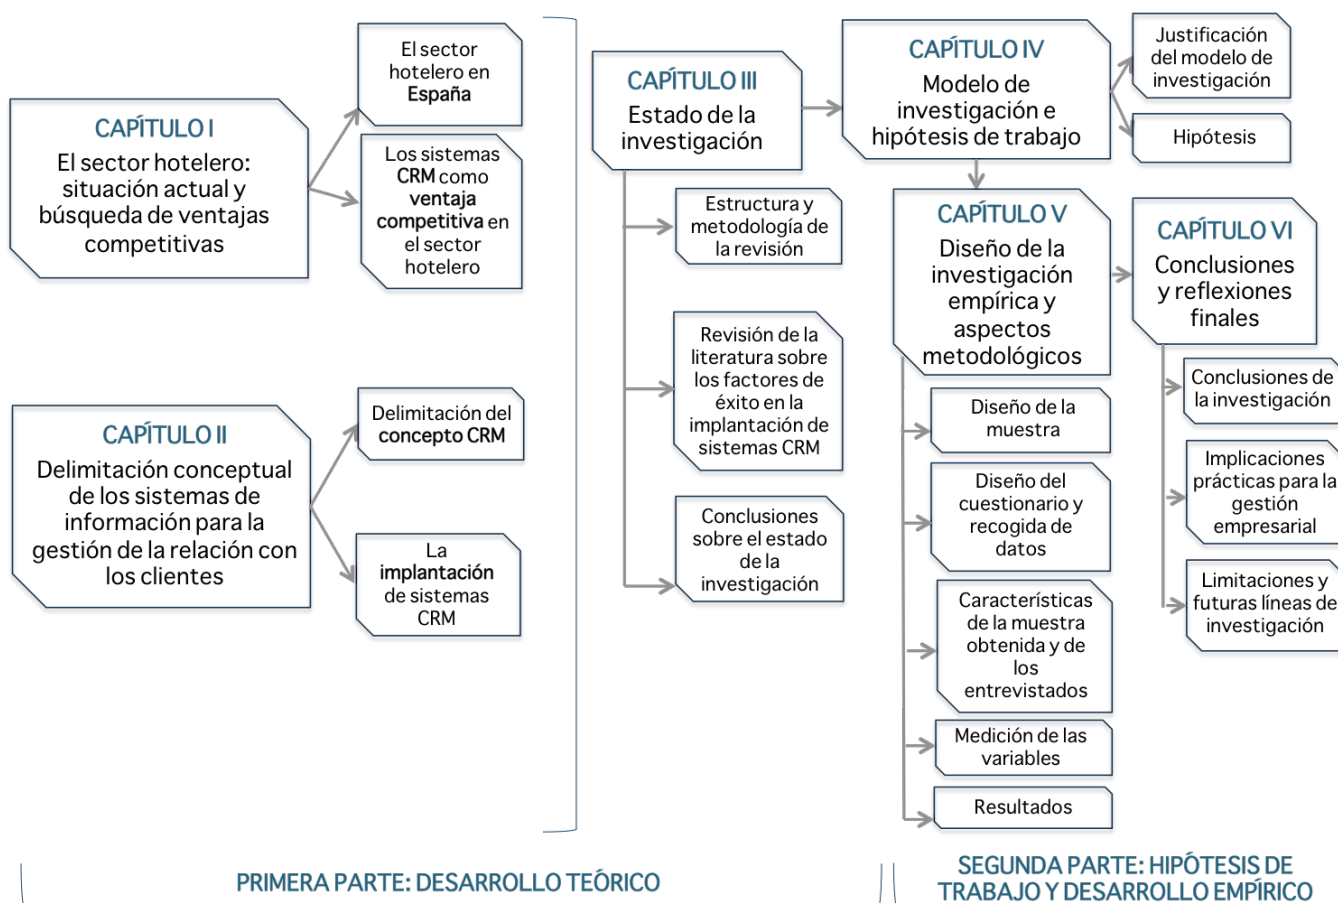 CAPÍTULO I
El sector hotelero:
situación actual y
búsqueda de ventajas
competitivas
El sector
hotelero en
España
Los sistemas
CRM como
ventaja
competitiva en
el sector
hotelero
CAPÍTULO II
Delimitación conceptual
de los sistemas de
información para la
gestión de la relación con
los clientes
Delimitación del
concepto CRM
La
implantación
de sistemas
CRM
CAPÍTULO III
Estado de la
investigación
Estructura y
metodología de
la revisión
Revisión de la
literatura sobre
los factores de
éxito en la
implantación de
sistemas CRM
Conclusiones
sobre el estado
de la
investigación
CAPÍTULO IV
Modelo de
investigación e
hipótesis de trabajo
Justificación
del modelo de
investigación
Hipótesis
CAPÍTULO V
Diseño de la
investigación
empírica y
aspectos
metodológicos
Diseño de la
muestra
Diseño del
cuestionario y
recogida de
datos
Características
de la muestra
obtenida y de
los
entrevistados
Medición de las
variables
Resultados
CAPÍTULO VI
Conclusiones
y reflexiones
finales
Conclusiones de
la investigación
Implicaciones
prácticas para la
gestión
empresarial
Limitaciones y
futuras líneas de
investigación
PRIMERA PARTE: DESARROLLO TEÓRICO
SEGUNDA PARTE: HIPÓTESIS DE
TRABAJO Y DESARROLLO EMPÍRICO